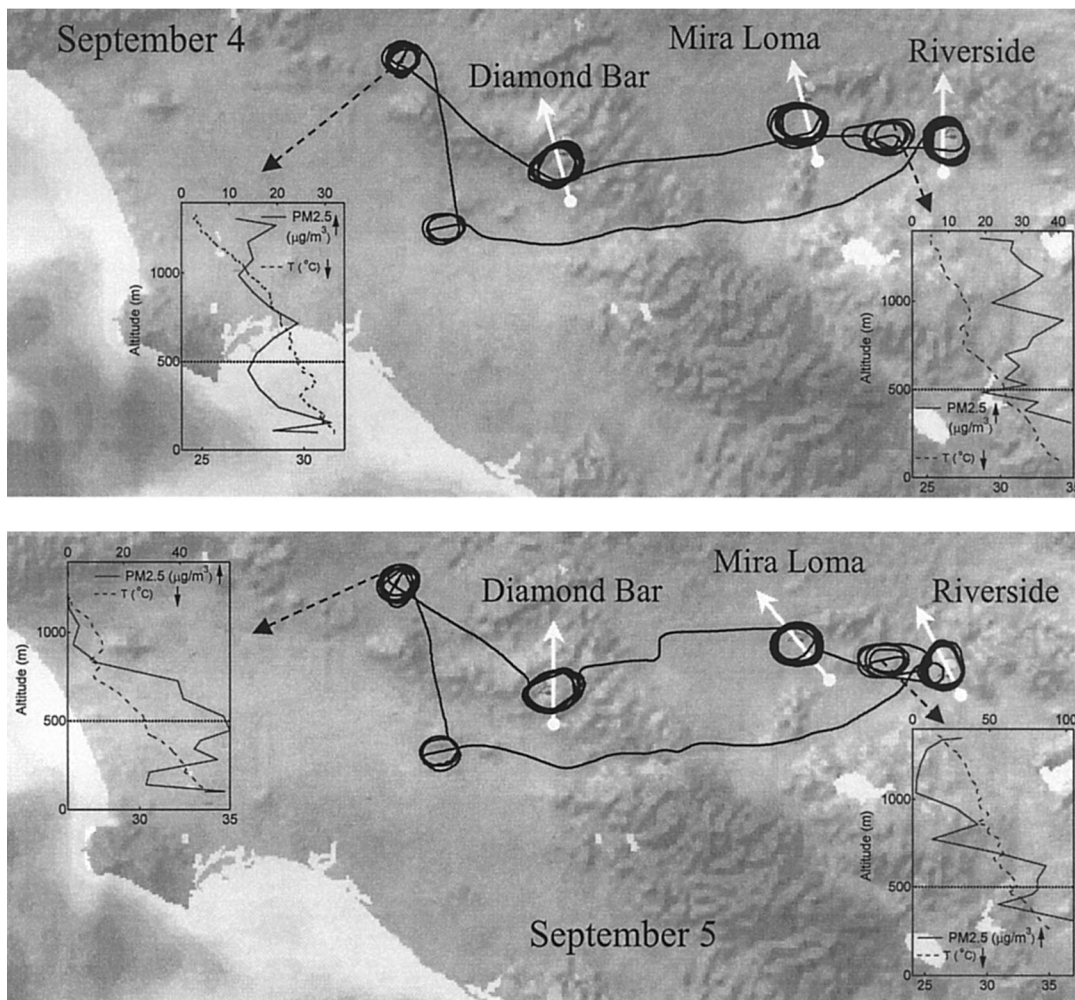 September 4
Mira Loma
Riverside
Diamond Bar
0 10 20 30
PM2.5
(μg/m³)
T (°C)
1000
500
0
Altitude (m)
25 30
0 10 20 30 40
1000
500
0
Altitude (m)
PM2.5
(μg/m³)
T (°C)
25 30 35
0 20 40
PM2.5 (μg/m³)
T (°C)
1000
500
0
Altitude (m)
30 35
Mira Loma
Diamond Bar
Riverside
0 50 100
1000
500
0
Altitude (m)
PM2.5 (μg/m³)
T (°C)
25 30 35
September 5